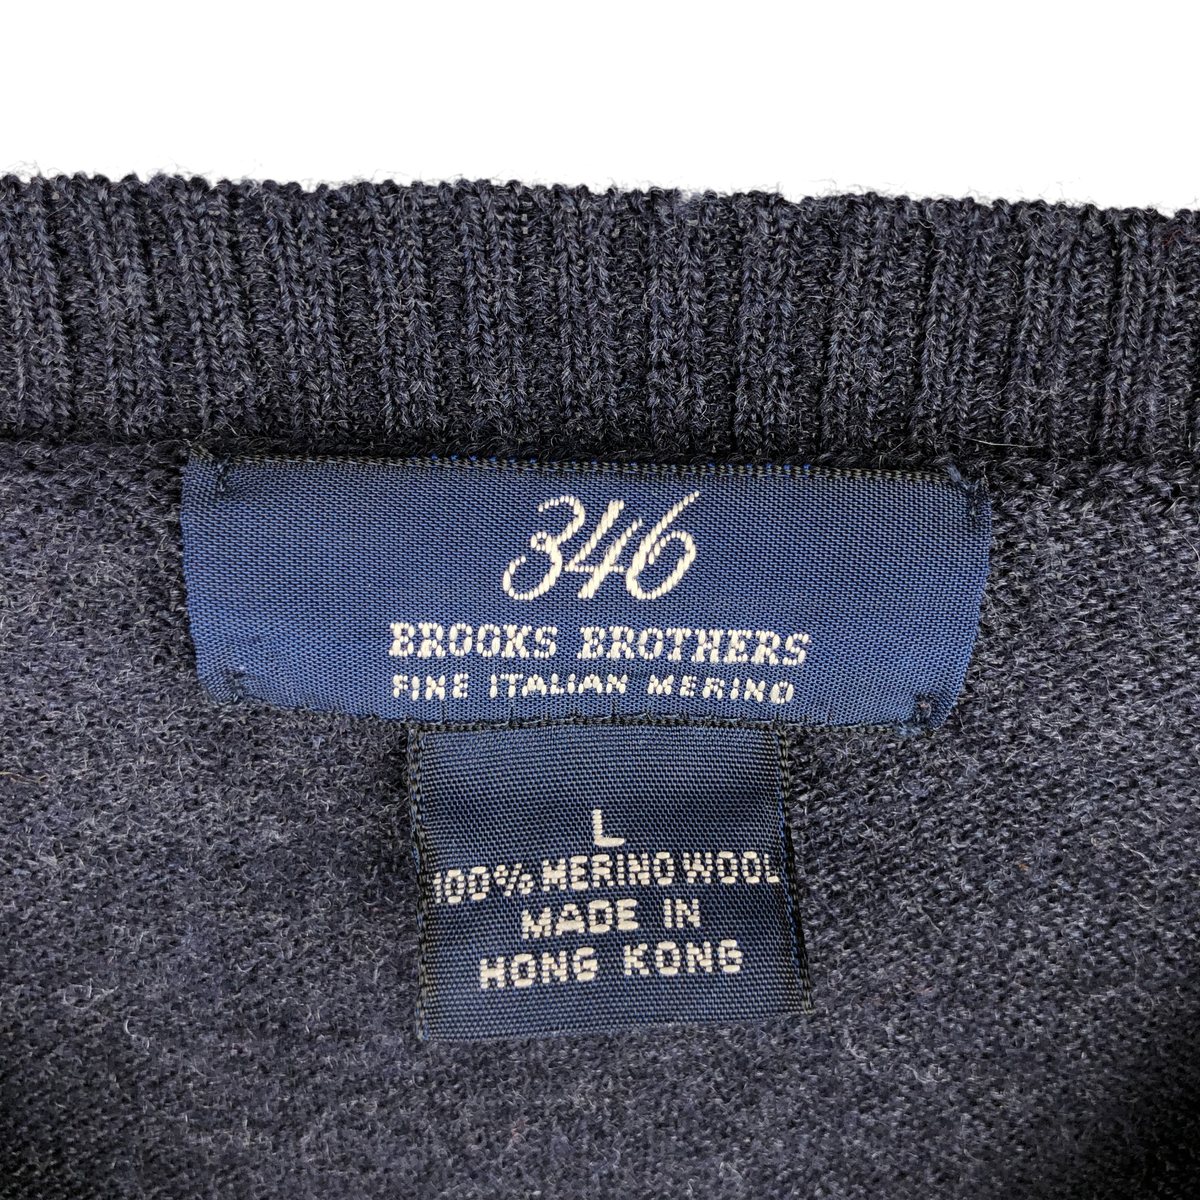 346
BROOKS BROTHERS
FINE ITALIAN MERINO
L
100% MERINO WOOL
MADE IN
HONG KONG